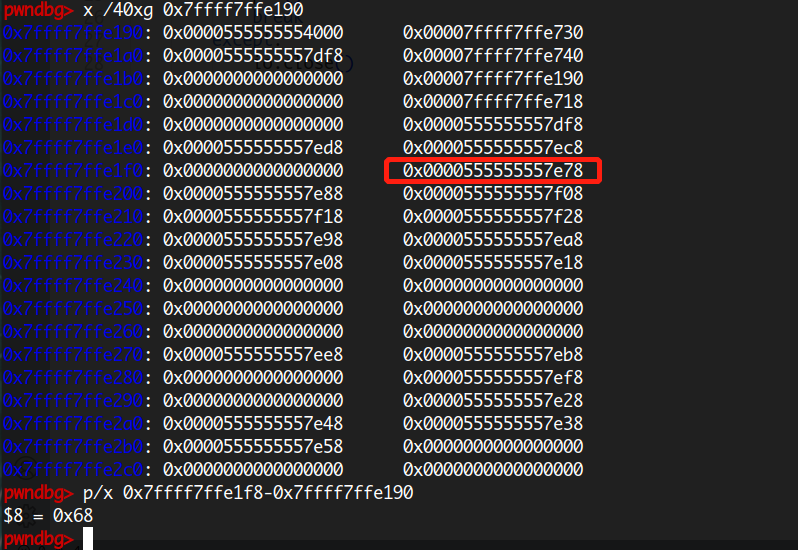 pwndbg> x /40xg 0x7ffff7ffe190
0x7ffff7ffe190: 0x0000555555554000 0x00007ffff7ffe730
0x7ffff7ffe1a0: 0x0000555555557df8 0x00007ffff7ffe740
0x7ffff7ffe1b0: 0x0000000000000000 0x00007ffff7ffe190
0x7ffff7ffe1c0: 0x0000000000000000 0x00007ffff7ffe718
0x7ffff7ffe1d0: 0x0000000000000000 0x0000555555557df8
0x7ffff7ffe1e0: 0x0000555555557ed8 0x0000555555557ec8
0x7ffff7ffe1f0: 0x0000000000000000 0x0000555555557e78
0x7ffff7ffe200: 0x0000555555557e88 0x0000555555557f08
0x7ffff7ffe210: 0x0000555555557f18 0x0000555555557f28
0x7ffff7ffe220: 0x0000555555557e98 0x0000555555557ea8
0x7ffff7ffe230: 0x0000555555557e08 0x0000555555557e18
0x7ffff7ffe240: 0x0000000000000000 0x0000000000000000
0x7ffff7ffe250: 0x0000000000000000 0x0000000000000000
0x7ffff7ffe260: 0x0000000000000000 0x0000000000000000
0x7ffff7ffe270: 0x0000555555557ee8 0x0000555555557eb8
0x7ffff7ffe280: 0x0000000000000000 0x0000555555557ef8
0x7ffff7ffe290: 0x0000000000000000 0x0000555555557e28
0x7ffff7ffe2a0: 0x0000555555557e48 0x0000555555557e38
0x7ffff7ffe2b0: 0x0000555555557e58 0x0000000000000000
0x7ffff7ffe2c0: 0x0000000000000000 0x0000000000000000
pwndbg> p/x 0x7ffff7ffe1f8-0x7ffff7ffe190
$8 = 0x68
pwndbg>